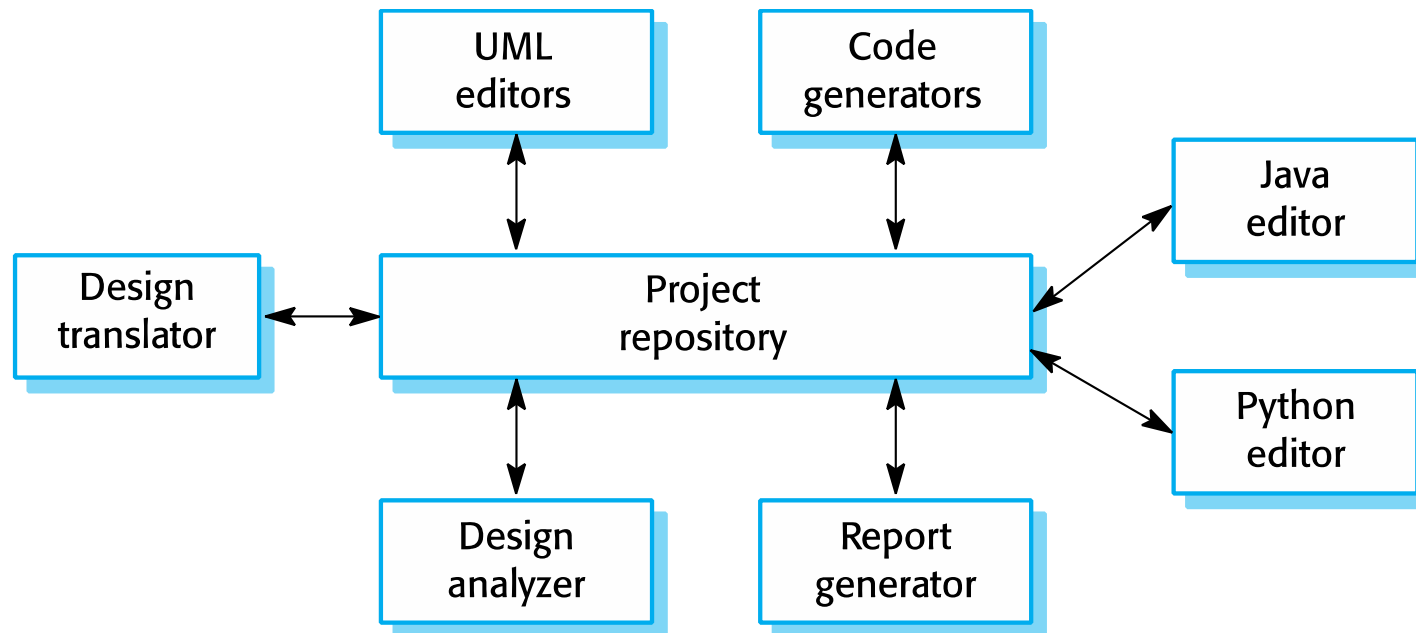 UML
editors
Code
generators
Java
editor
Design
translator
Project
repository
Python
editor
Design
analyzer
Report
generator